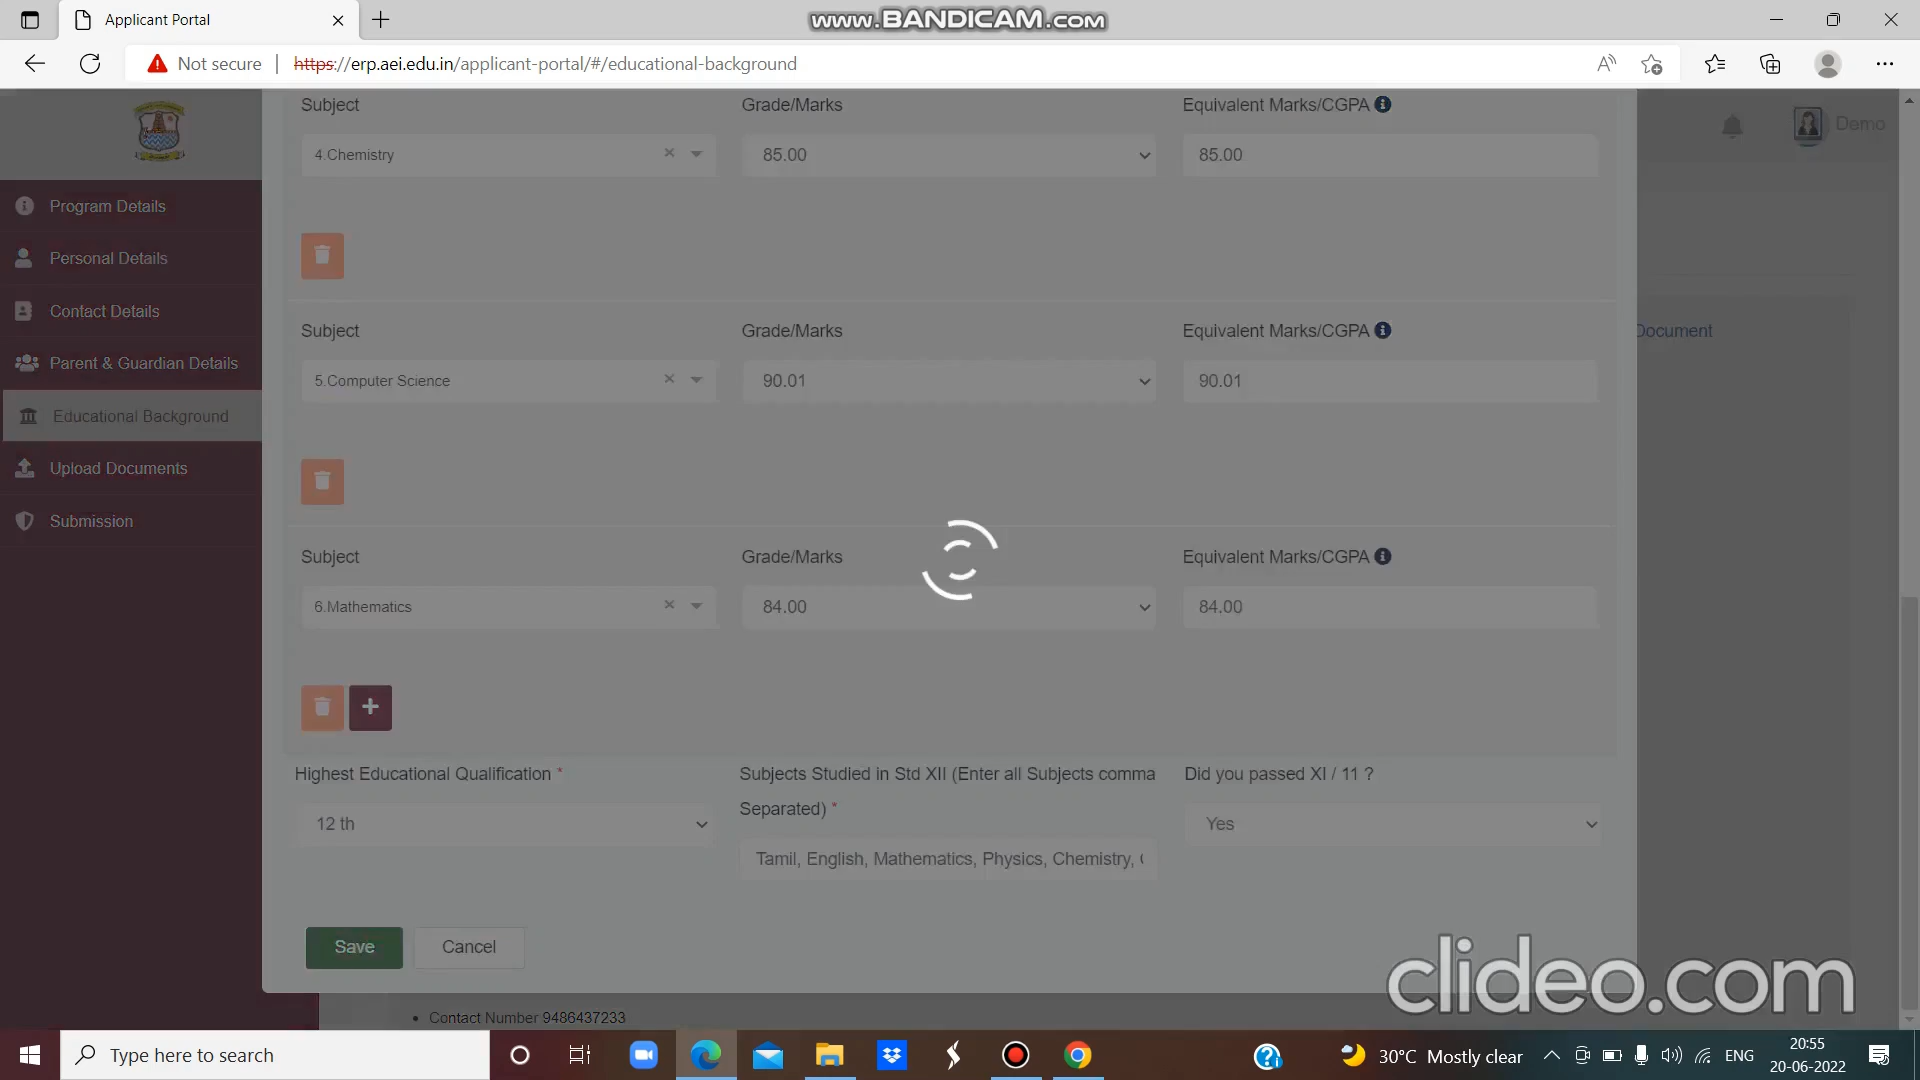 Applicant Portal
www.BANDICAM.com
Not secure
https://erp.aei.edu.in/applicant-portal/#/educational-background
Subject
Grade/Marks
Equivalent Marks/CGPA
Demo
4.Chemistry
85.00
85.00
Program Details
Personal Details
Contact Details
Parent & Guardian Details
Educational Background
Upload Documents
Submission
Subject
Grade/Marks
Equivalent Marks/CGPA
Document
5.Computer Science
90.01
90.01
Subject
Grade/Marks
Equivalent Marks/CGPA
6.Mathematics
84.00
84.00
Highest Educational Qualification *
Subjects Studied in Std XII (Enter all Subjects comma
Separated) *
Did you passed XI / 11 ?
12 th
Tamil, English, Mathematics, Physics, Chemistry,
Yes
Save
Cancel
clideo.com
Contact Number 9486437233
Type here to search
30°C Mostly clear
ENG
20:55
20-06-2022